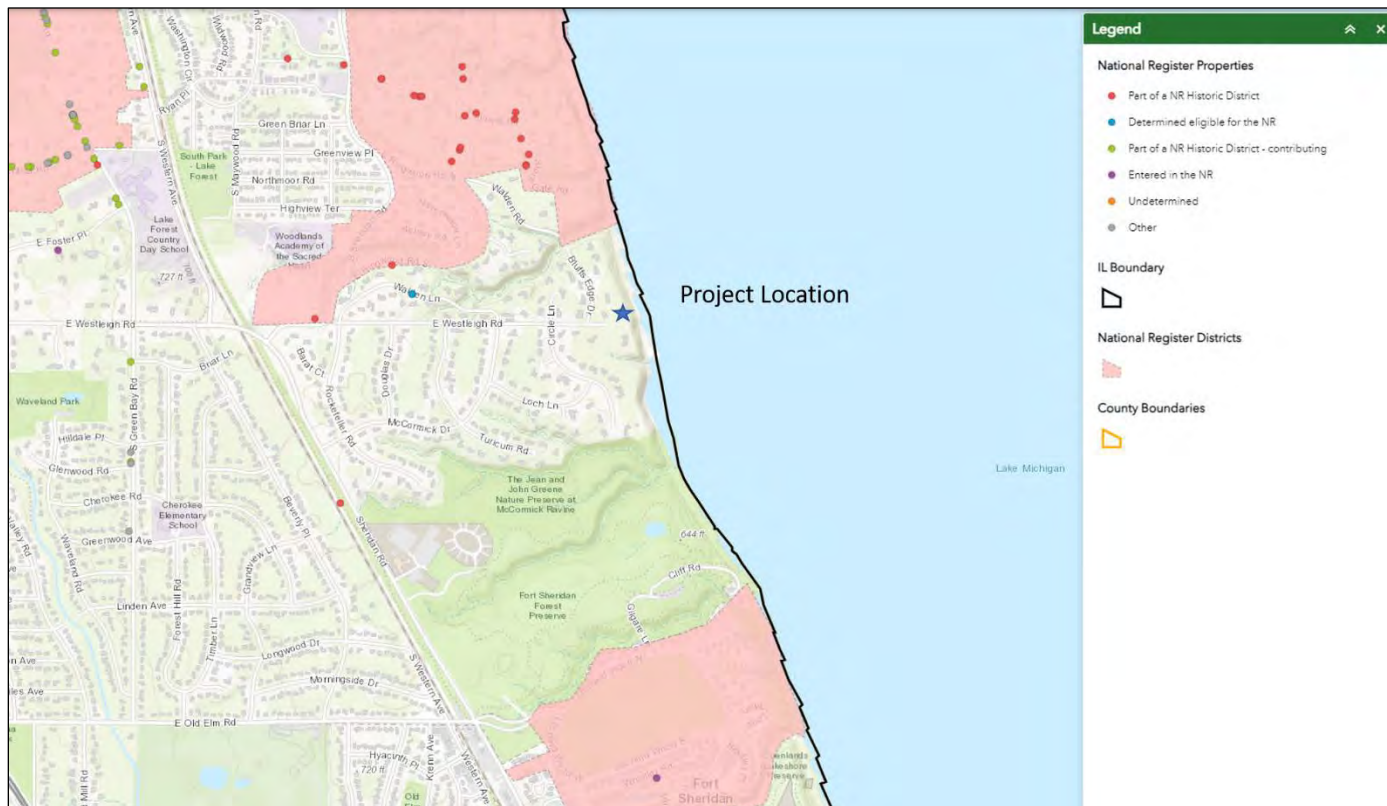 Legend
National Register Properties
Part of a NR Historic District
Determined eligible for the NR
Part of a NR Historic District - contributing
Entered in the NR
Undetermined
Other
IL Boundary
National Register Districts
County Boundaries
Project Location
Lake Michigan
Washington Cir
Ryan Pl
S Western Ave
South Park
- Lake
Forest
S Maywood Rd
Green Briar Ln
Greenview Pl
Northmoor Rd
Highview Ter
Walden Rd
E Foster Pl
Lake
Forest
Country
Day School
727 ft
Woodlands
Academy of
the Sacred
Bluffs Edge Dr
Walden Ln
E Westleigh Rd
E Westleigh Rd
Circle Ln
Barat Ct
Douglas Dr
Briar Ln
Rockefeller Rd
Loch Ln
Waveland Park
S Green Bay Rd
McCormick Dr
Turicum Rd
Hilldale Pl
Glenwood Rd
Cherokee Rd
Cherokee
Elementary
School
Greenwood Ave
Waveland Rd
Beverly Pl
Grandview Ln
Sheridan Rd
The Jean and
John Greene
Nature Preserve at
McCormick Ravine
644 ft
Cliff Rd
Fort Sheridan
Forest
Preserve
Linden Ave
Forest Hill Rd
Timber Ln
Longwood Dr
Morningside Dr
S Western Ave
E Old Elm Rd
Hyacinth Pl
720 ft
Krenn Ave
Western Ave
Old
Elm
Fort
Sheridan